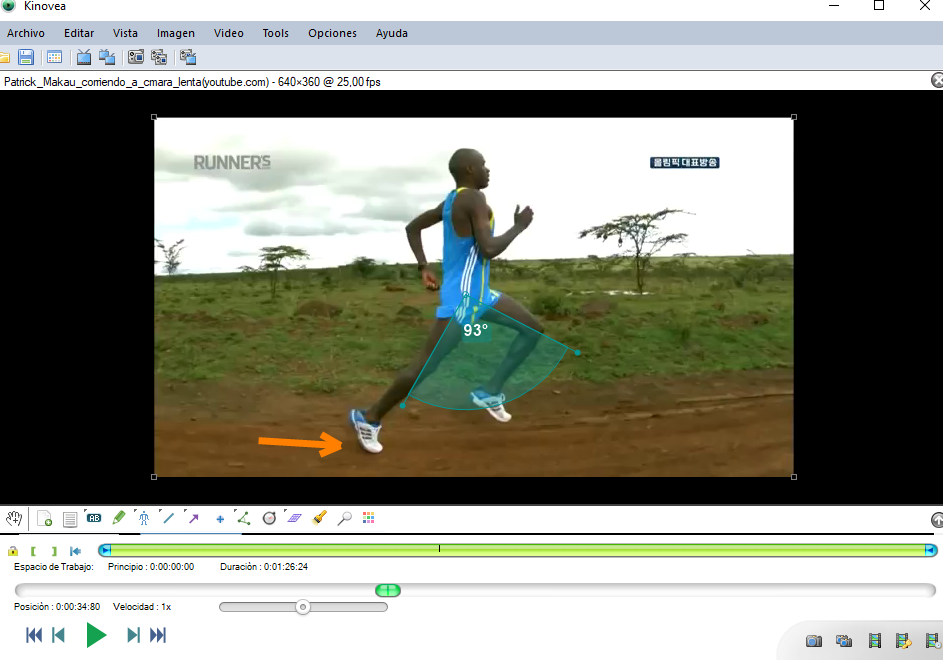 Kinovea
Archivo Editar Vista Imagen Video Tools Opciones Ayuda
Patrick_Makau_corriendo_a_cmara_lenta(youtube.com) - 640×360 @ 25,00 fps
RUNNER'S
올림픽 대표방송
93°
AB
Espacio de Trabajo: Principio : 0:00:00:00 Duración : 0:01:26:24
Posición : 0:00:34:80 Velocidad : 1x